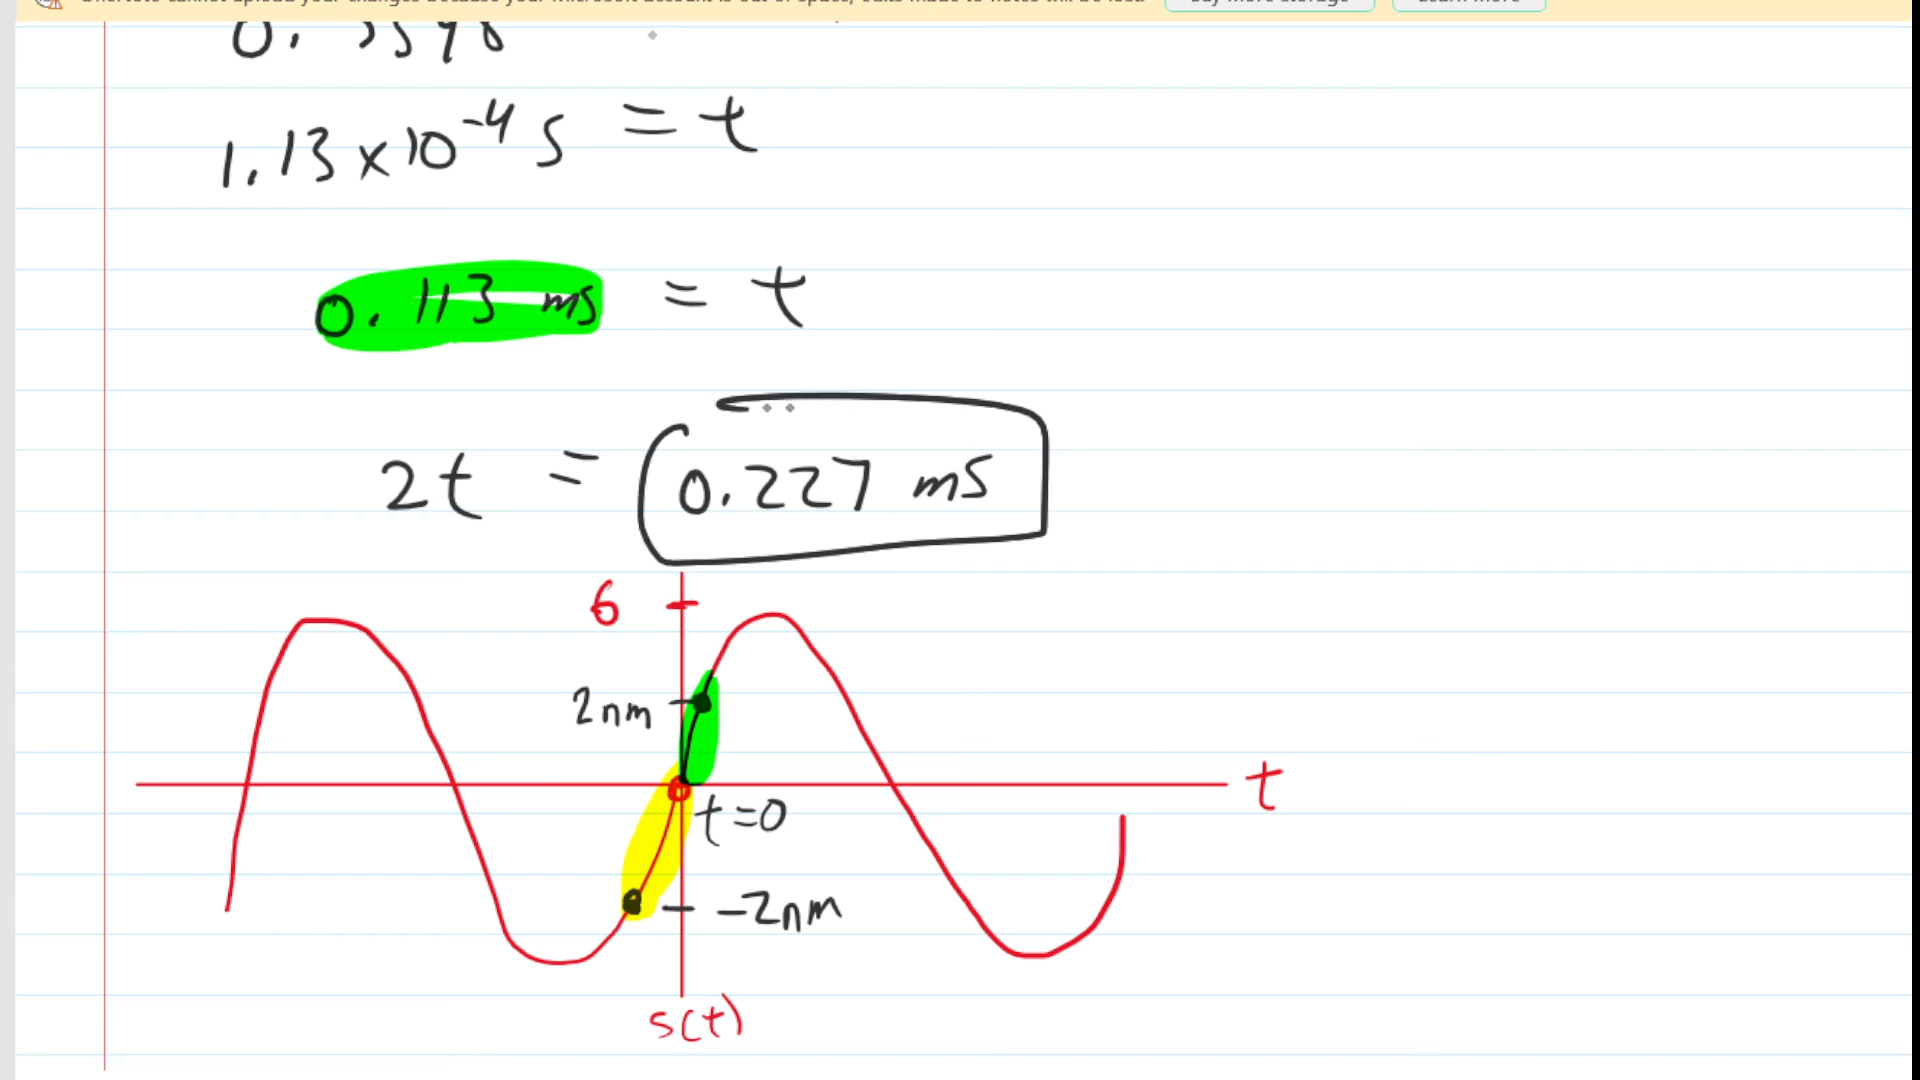 1.13 x 10⁻⁴ s = t
0.113 ms = t
2t = 0.227 ms
6
2nm
t
t=0
-2nm
s(t)